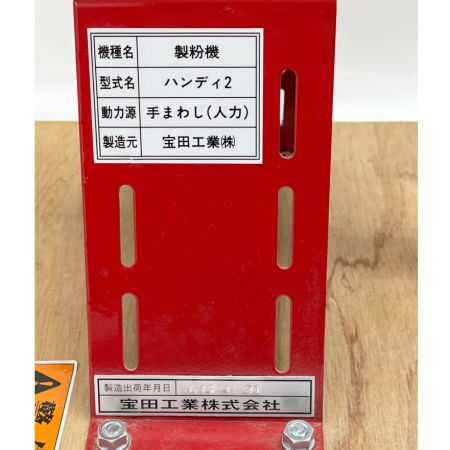 機種名 製粉機
型式名 ハンディ2
動力源 手まわし(人力)
製造元 宝田工業㈱
製造出荷年月日
宝田工業株式会社
警